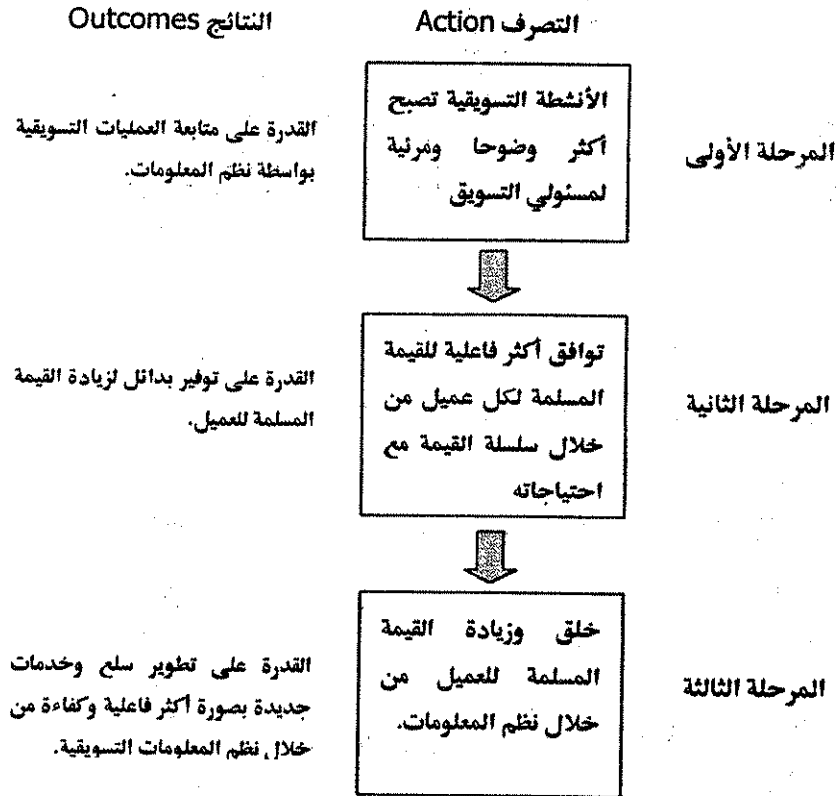 التصرف Action
النتائج Outcomes
المرحلة الأولى
الأنشطة التسويقية تصبح
أكثر وضوحا ومرئية
لمسئولي التسويق
القدرة على متابعة العمليات التسويقية
بواسطة نظم المعلومات.
المرحلة الثانية
توافق أكثر فاعلية للقيمة
المسلمة لكل عميل من
خلال سلسلة القيمة مع
احتياجاته
القدرة على توفير بدائل لزيادة القيمة
المسلمة للعميل.
المرحلة الثالثة
خلق وزيادة القيمة
المسلمة للعميل من
خلال نظم المعلومات.
القدرة على تطوير سلع وخدمات
جديدة بصورة أكثر فاعلية وكفاءة من
خلال نظم المعلومات التسويقية.